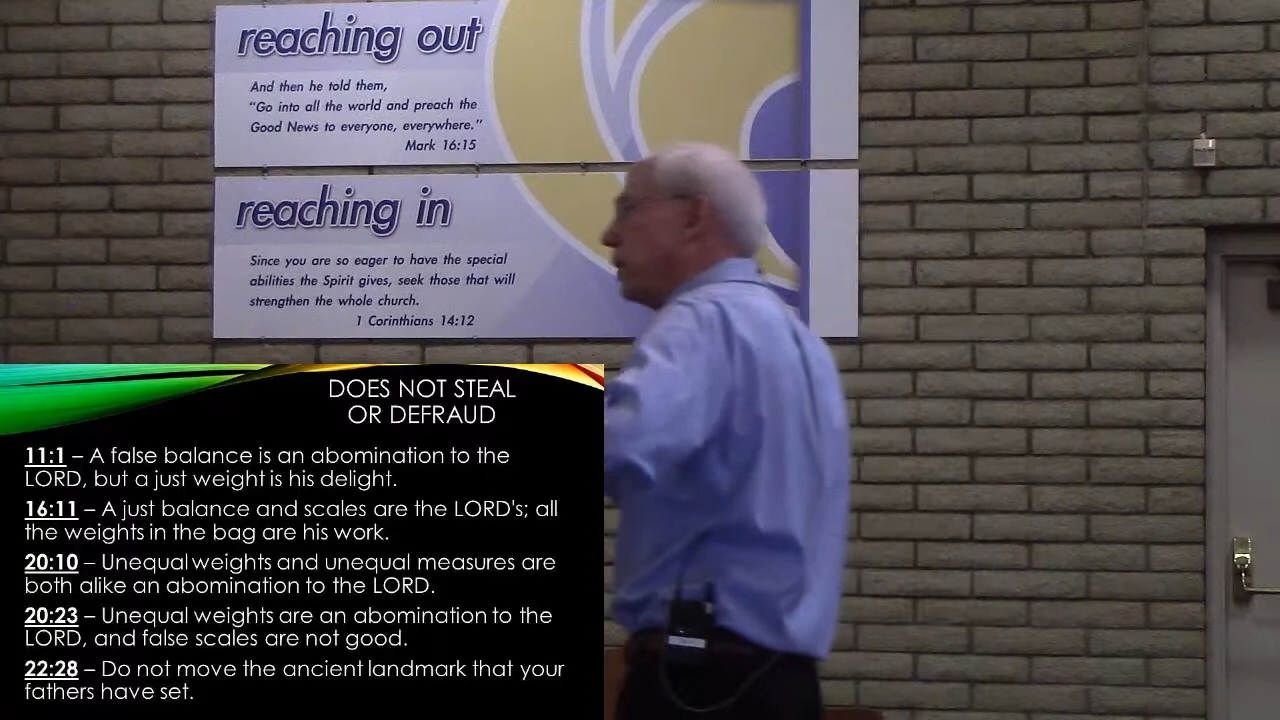 reaching out
And then he told them,
“Go into all the world and preach the
Good News to everyone, everywhere.”
Mark 16:15
reaching in
Since you are so eager to have the special
abilities the Spirit gives, seek those that will
strengthen the whole church.
1 Corinthians 14:12
DOES NOT STEAL
OR DEFRAUD
11:1 – A false balance is an abomination to the
LORD, but a just weight is his delight.
16:11 – A just balance and scales are the LORD's; all
the weights in the bag are his work.
20:10 – Unequal weights and unequal measures are
both alike an abomination to the LORD.
20:23 – Unequal weights are an abomination to the
LORD, and false scales are not good.
22:28 – Do not move the ancient landmark that your
fathers have set.